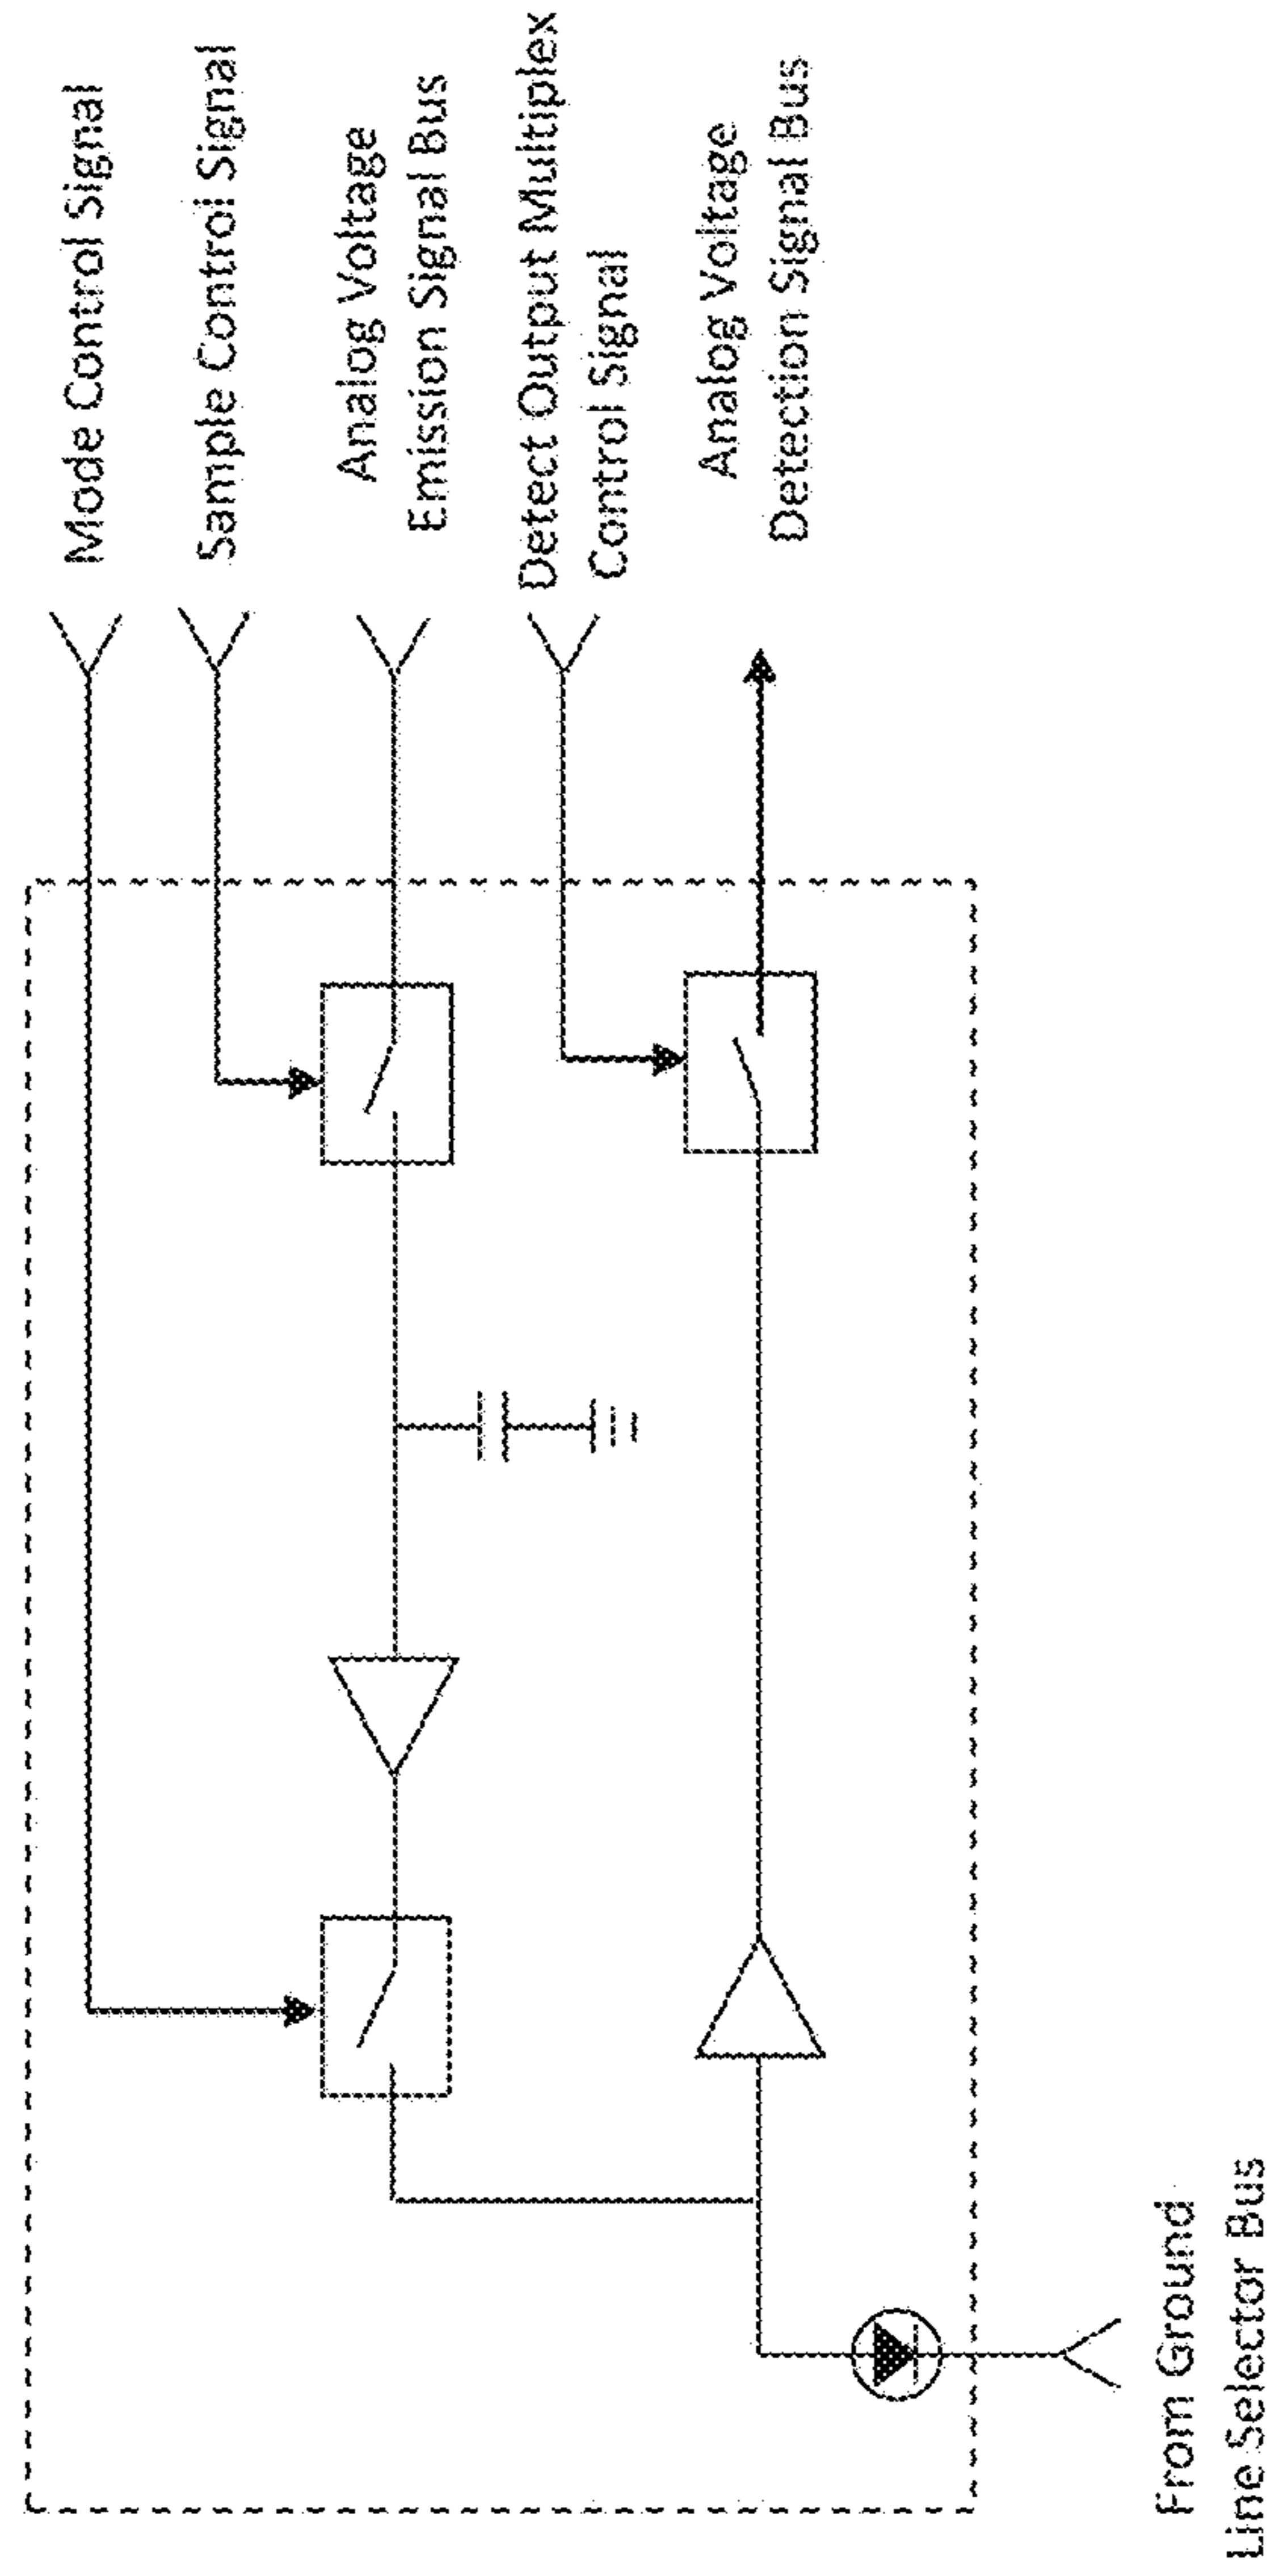 Mode Control Signal
Sample Control Signal
Analog Voltage
Emission Signal Bus
Detect Output Multiplex
Control Signal
Analog Voltage
Detection Signal Bus
From Ground
Line Selector Bus